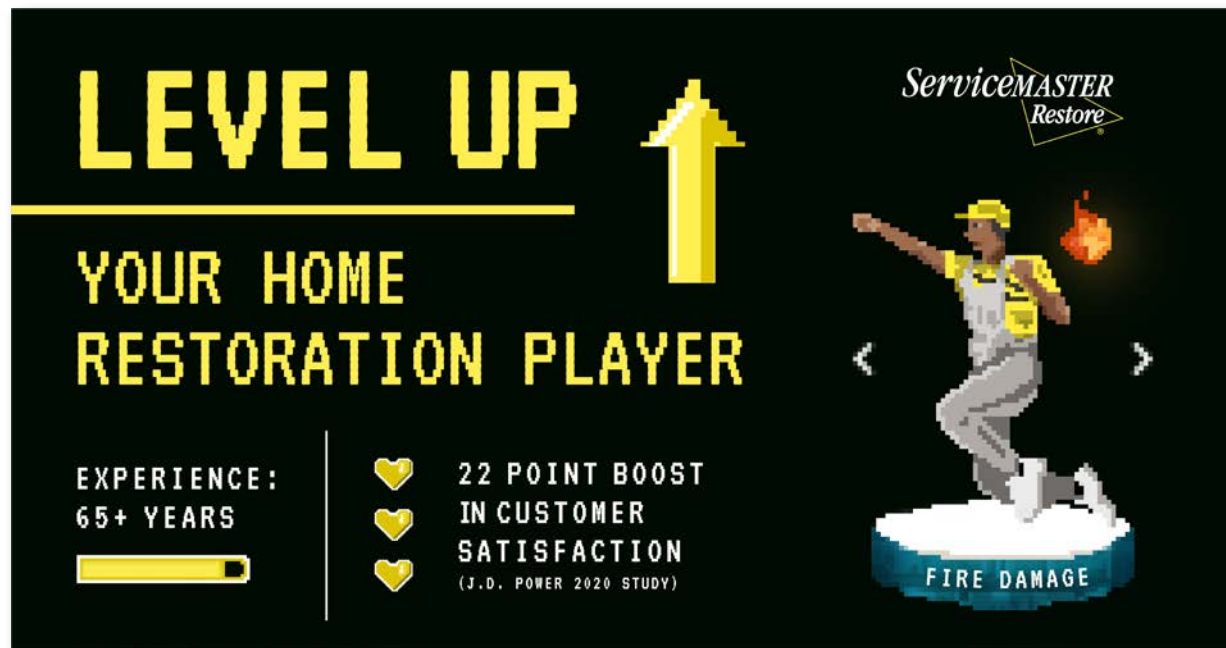 LEVEL UP
YOUR HOME
RESTORATION PLAYER
EXPERIENCE:
65+ YEARS
22 POINT BOOST
IN CUSTOMER
SATISFACTION
(J.D. POWER 2020 STUDY)
ServiceMASTER
Restore®
FIRE DAMAGE